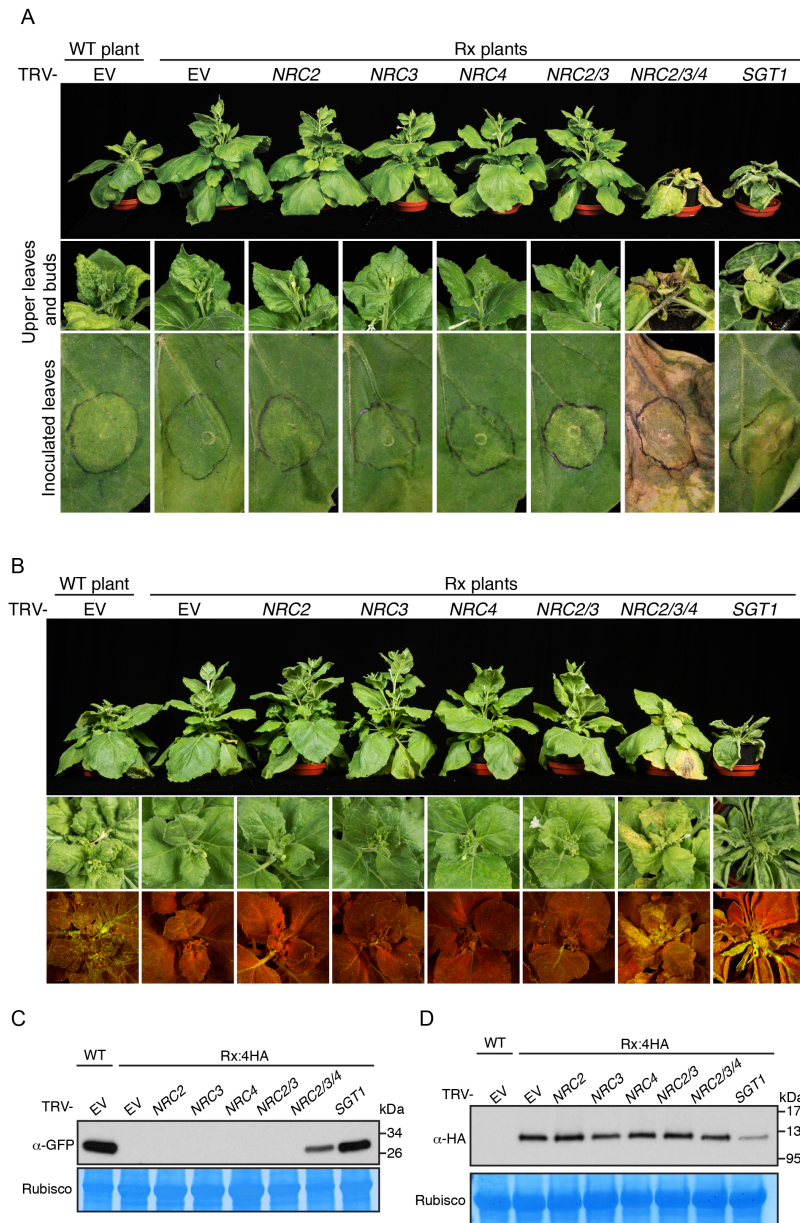 A
WT plant Rx plants
TRV- EV EV NRC2 NRC3 NRC4 NRC2/3 NRC2/3/4 SGT1
Upper leaves
and buds
Inoculated leaves
B
WT plant Rx plants
TRV- EV EV NRC2 NRC3 NRC4 NRC2/3 NRC2/3/4 SGT1
C
WT Rx:4HA
TRV- EV EV NRC2 NRC3 NRC4 NRC2/3 NRC2/3/4 SGT1 kDa
α-GFP
34
26
Rubisco
D
WT Rx:4HA
TRV- EV EV NRC2 NRC3 NRC4 NRC2/3 NRC2/3/4 SGT1 kDa
α-HA
17
13
95
Rubisco